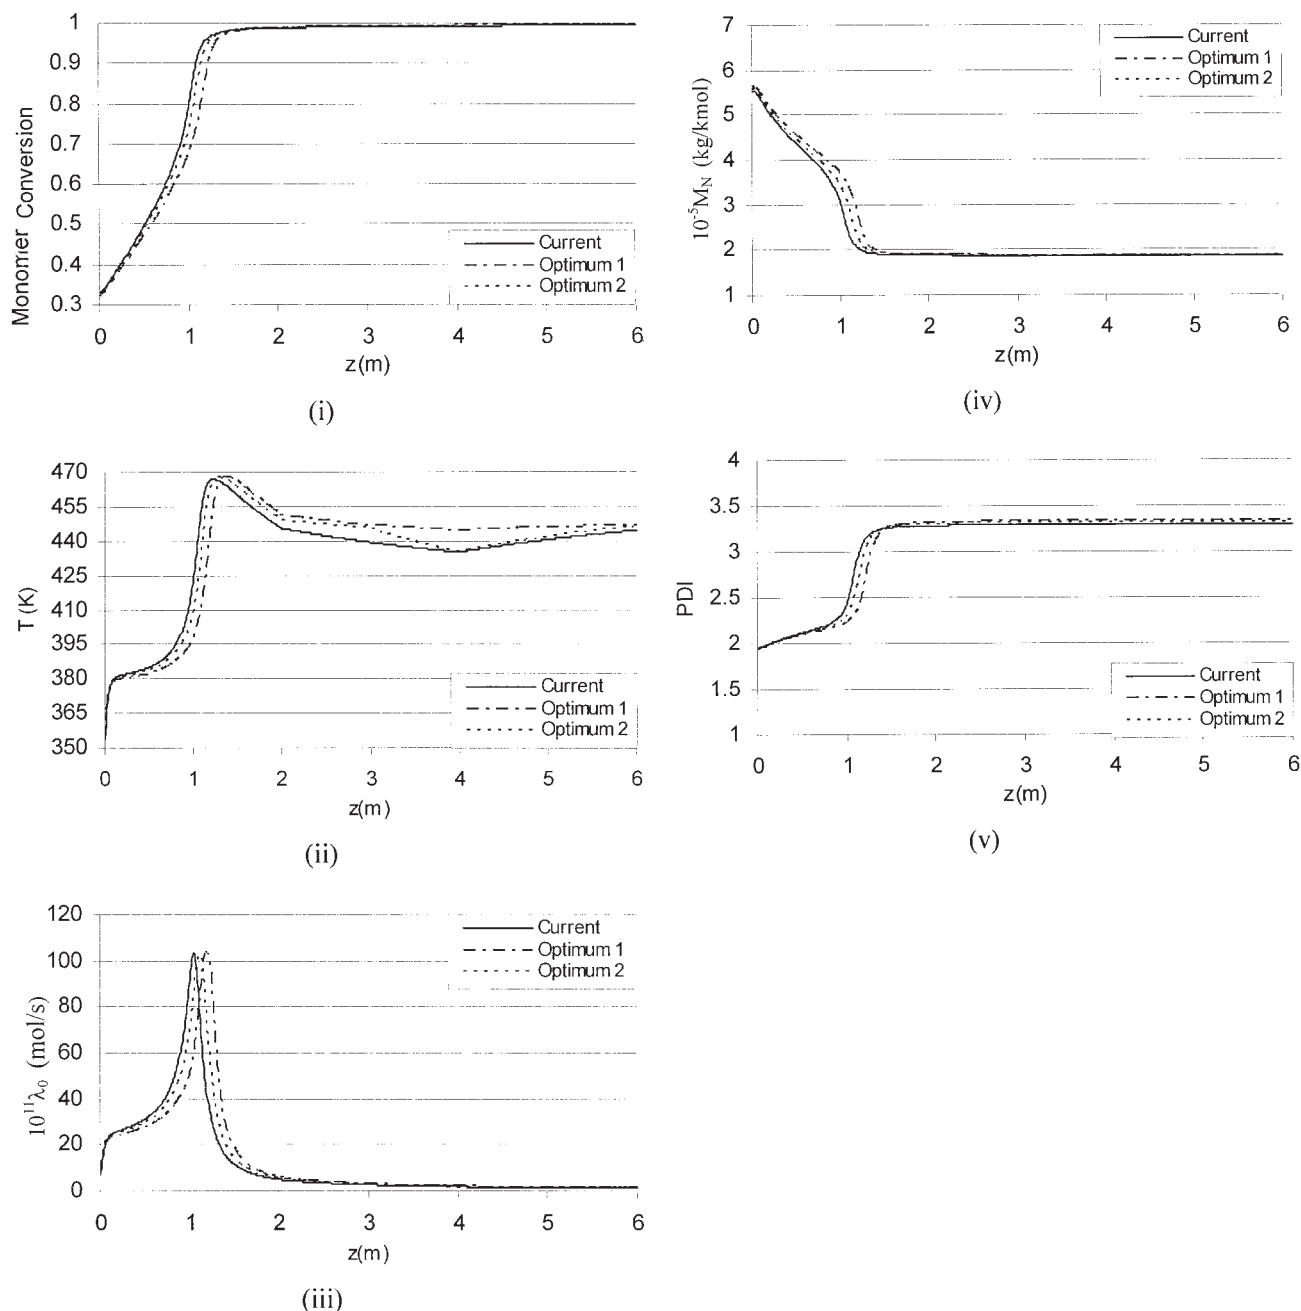 1
0.9
0.8
0.7
0.6
0.5
0.4
0.3
Monomer Conversion
Current
Optimum 1
Optimum 2
0 1 2 3 4 5 6
z(m)
(i)
7
6
5
4
3
2
1
10⁻⁵M_N (kg/kmol)
Current
Optimum 1
Optimum 2
0 1 2 3 4 5 6
z(m)
(iv)
470
455
440
425
410
395
380
365
350
T (K)
Current
Optimum 1
Optimum 2
0 1 2 3 4 5 6
z(m)
(ii)
4
3.5
3
2.5
2
1.5
1
PDI
Current
Optimum 1
Optimum 2
0 1 2 3 4 5 6
z(m)
(v)
120
100
80
60
40
20
0
10¹¹λ₀ (mol/s)
Current
Optimum 1
Optimum 2
0 1 2 3 4 5 6
z(m)
(iii)